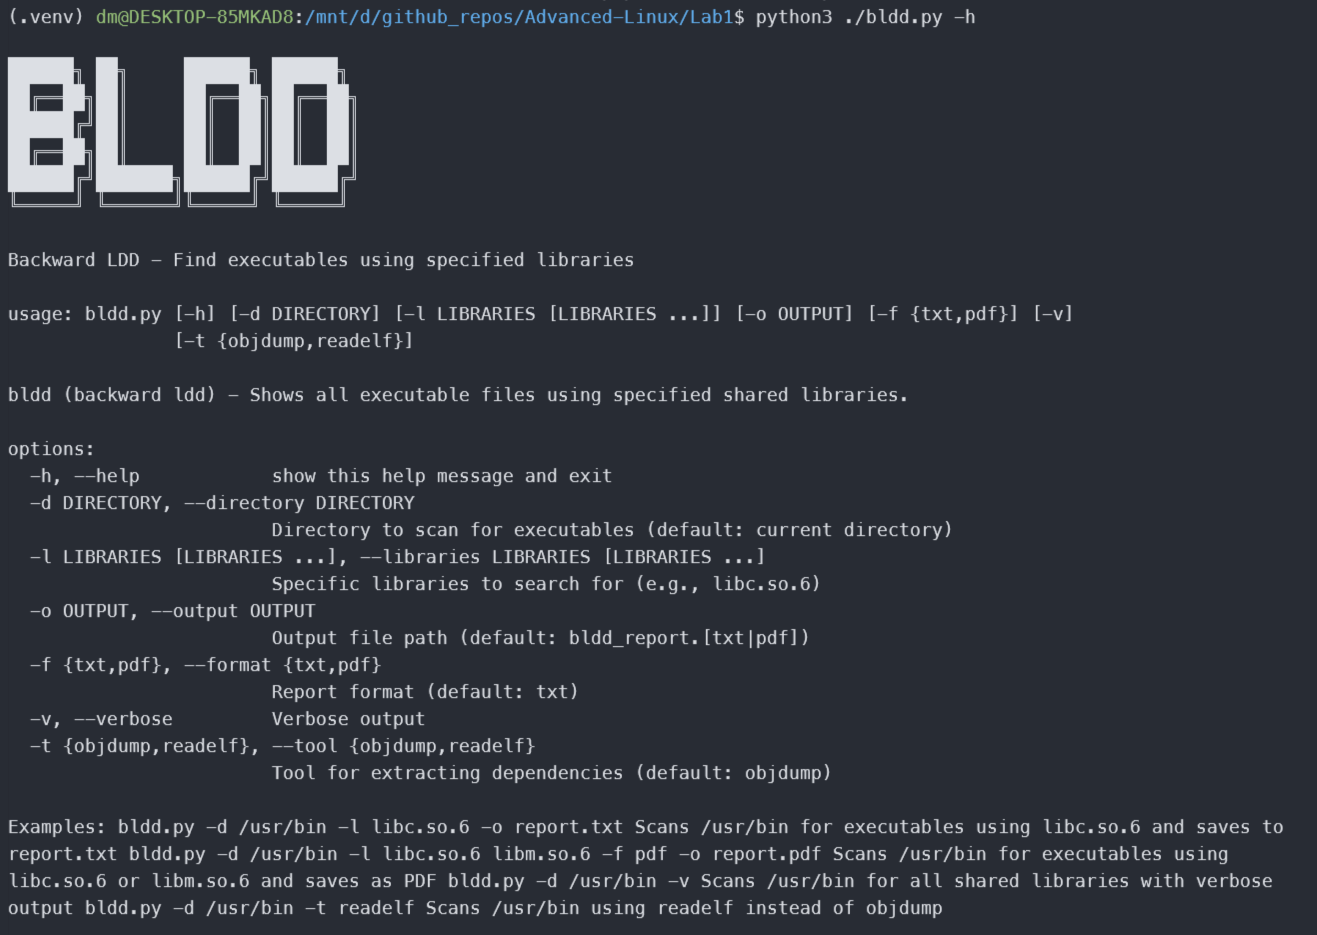 (.venv) dm@DESKTOP-85MKAD8:/mnt/d/github_repos/Advanced-Linux/Lab1$ python3 ./bldd.py -h
BLDD
Backward LDD - Find executables using specified libraries
usage: bldd.py [-h] [-d DIRECTORY] [-l LIBRARIES [LIBRARIES ...]] [-o OUTPUT] [-f {txt,pdf}] [-v]
[-t {objdump,readelf}]
bldd (backward ldd) - Shows all executable files using specified shared libraries.
options:
-h, --help show this help message and exit
-d DIRECTORY, --directory DIRECTORY
Directory to scan for executables (default: current directory)
-l LIBRARIES [LIBRARIES ...], --libraries LIBRARIES [LIBRARIES ...]
Specific libraries to search for (e.g., libc.so.6)
-o OUTPUT, --output OUTPUT
Output file path (default: bldd_report.[txt|pdf])
-f {txt,pdf}, --format {txt,pdf}
Report format (default: txt)
-v, --verbose Verbose output
-t {objdump,readelf}, --tool {objdump,readelf}
Tool for extracting dependencies (default: objdump)
Examples: bldd.py -d /usr/bin -l libc.so.6 -o report.txt Scans /usr/bin for executables using libc.so.6 and saves to
report.txt bldd.py -d /usr/bin -l libc.so.6 libm.so.6 -f pdf -o report.pdf Scans /usr/bin for executables using
libc.so.6 or libm.so.6 and saves as PDF bldd.py -d /usr/bin -v Scans /usr/bin for all shared libraries with verbose
output bldd.py -d /usr/bin -t readelf Scans /usr/bin using readelf instead of objdump